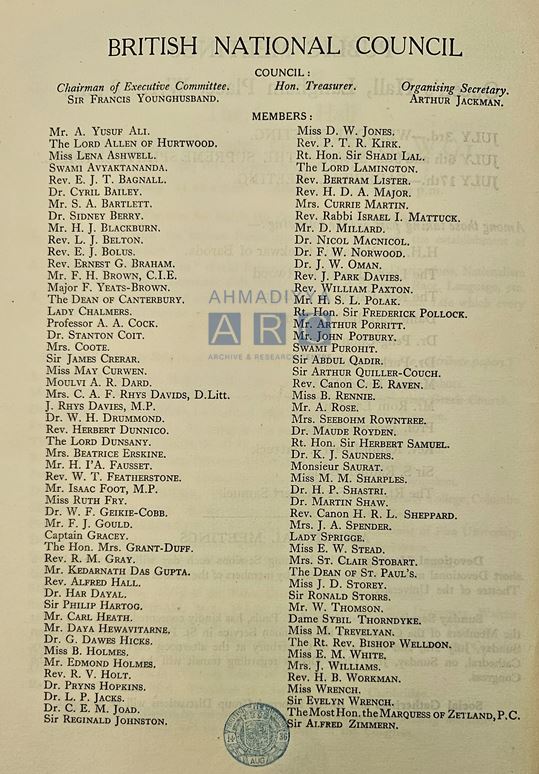 BRITISH NATIONAL COUNCIL
COUNCIL:
Chairman of Executive Committee. Hon. Treasurer. Organising Secretary.
SIR FRANCIS YOUNGHUSBAND. ARTHUR JACKMAN.
MEMBERS:
Mr. A. YUSUF ALI.
THE LORD ALLEN OF HURTWOOD.
MISS LENA ASHWELL.
SWAMI AVYAKTANANDA.
REV. E. J. T. BAGNALL.
DR. CYRIL BAILEY.
MR. S. A. BARTLETT.
DR. SIDNEY BERRY.
MR. H. J. BLACKBURN.
REV. L. J. BELTON.
REV. E. J. BOLUS.
REV. ERNEST G. BRAHAM.
MR. F. H. BROWN, C.I.E.
MAJOR F. YEATS-BROWN.
THE DEAN OF CANTERBURY.
LADY CHALMERS.
PROFESSOR A. A. COCK.
DR. STANTON COIT.
MRS. COOTE.
SIR JAMES CRERAR.
MISS MAY CURWEN.
MOULVI A. R. DARD.
MRS. C. A. F. RHYS DAVIDS, D.Litt.
J. RHYS DAVIES, M.P.
DR. W. H. DRUMMOND.
REV. HERBERT DUNNICO.
THE LORD DUNSANY.
MRS. BEATRICE ERSKINE.
MR. H. I'A. FAUSSET.
REV. W. T. FEATHERSTONE.
MR. ISAAC FOOT, M.P.
MISS RUTH FRY.
DR. W. F. GEIKIE-COBB.
MR. F. J. GOULD.
CAPTAIN GRACEY.
THE HON. MRS. GRANT-DUFF.
REV. R. M. GRAY.
MR. KEDARNATH DAS GUPTA.
REV. ALFRED HALL.
DR. HAR DAYAL.
SIR PHILIP HARTOG.
MR. CARL HEATH.
MR. DAYA HEWAVITARNE.
DR. G. DAWES HICKS.
MISS B. HOLMES.
MR. EDMOND HOLMES.
REV. R. V. HOLT.
DR. PRYNS HOPKINS.
DR. L. P. JACKS.
DR. C. E. M. JOAD.
SIR REGINALD JOHNSTON.
MISS D. W. JONES.
REV. P. T. R. KIRK.
RT. HON. SIR SHADI LAL.
THE LORD LAMINGTON.
REV. BERTRAM LISTER.
REV. H. D. A. MAJOR.
MRS. CURRIE MARTIN.
REV. RABBI ISRAEL I. MATTUCK.
MR. D. MILLARD.
DR. NICOL MACNICOL.
DR. F. W. NORWOOD.
DR. J. W. OMAN.
REV. J. PARK DAVIES.
REV. WILLIAM PAXTON.
MR. H S. L. POLAK.
RT. HON. SIR FREDERICK POLLOCK.
MR. ARTHUR PORRITT.
MR. JOHN POTBURY.
SWAMI PUROHIT.
SIR ABDUL QADIR.
SIR ARTHUR QUILLER-COUCH.
REV. CANON C. E. RAVEN.
MISS B. RENNIE.
MR. A. ROSE.
MRS. SEEBOHM ROWNTREE.
DR. MAUDE ROYDEN.
RT. HON. SIR HERBERT SAMUEL.
DR. K. J. SAUNDERS.
MONSIEUR SAURAT.
MISS M. M. SHARPLES.
DR. H. P. SHASTRI.
DR. MARTIN SHAW.
REV. CANON H. R. L. SHEPPARD.
MRS. J. A. SPENDER.
LADY SPRIGGE.
MISS E. W. STEAD.
MRS. ST. CLAIR STOBART.
THE DEAN OF ST. PAUL'S.
MISS J. D. STOREY.
SIR RONALD STORRS.
MR. W. THOMSON.
DAME SYBIL THORNDYKE.
MISS M. TREVELYAN.
THE RT. REV. BISHOP WELLDON.
MISS E. M. WHITE.
MRS. J. WILLIAMS.
REV. H. B. WORKMAN.
MISS WRENCH.
SIR EVELYN WRENCH.
THE MOST HON. the MARQUESS OF ZETLAND, P.C.
SIR ALFRED ZIMMERN.
AHMADIYYA
ARC
ARCHIVE & RESEARCH
AUG
36